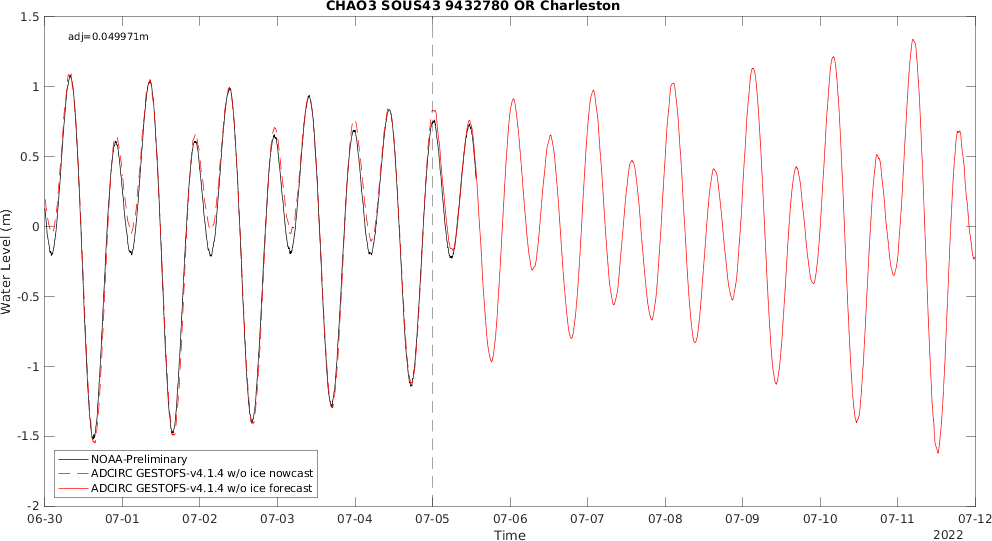 CHAO3 SOUS43 9432780 OR Charleston
adj=0.049971m
1.5
1
0.5
0
-0.5
-1
-1.5
-2
Water Level (m)
NOAA-Preliminary
ADCIRC GESTOFS-v4.1.4 w/o ice nowcast
ADCIRC GESTOFS-v4.1.4 w/o ice forecast
06-30 07-01 07-02 07-03 07-04 07-05 07-06 07-07 07-08 07-09 07-10 07-11 07-12
Time
2022